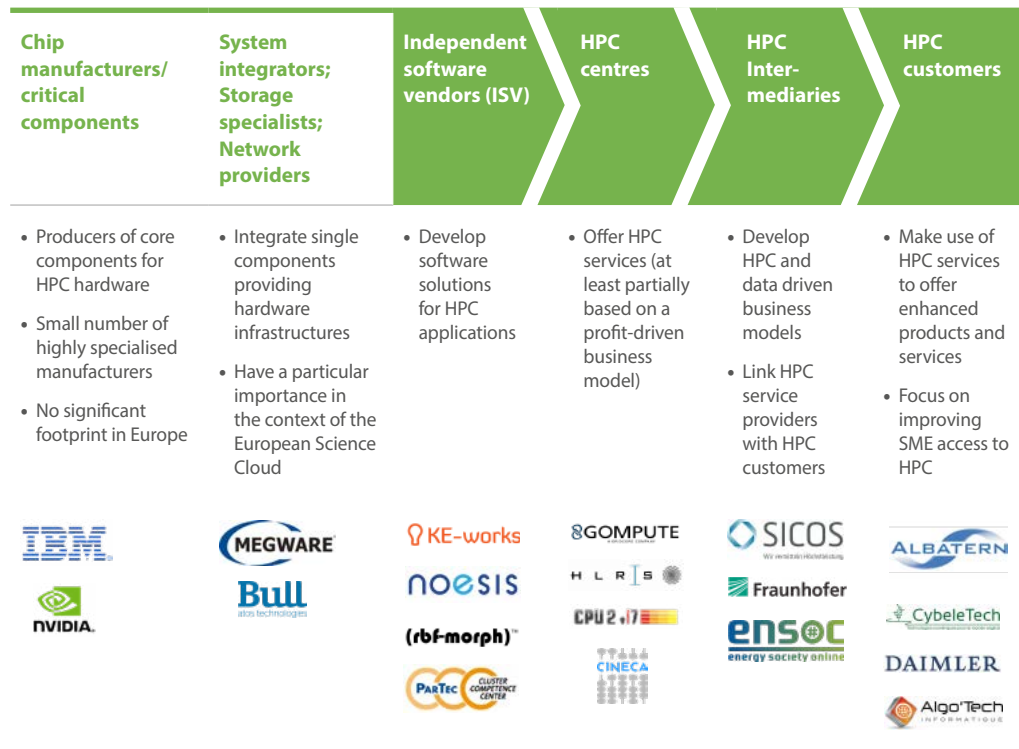 Chip
manufacturers/
critical
components
System
integrators;
Storage
specialists;
Network
providers
Independent
software
vendors (ISV)
HPC
centres
HPC
Inter-
mediaries
HPC
customers
• Producers of core
components for
HPC hardware
• Small number of
highly specialised
manufacturers
• No significant
footprint in Europe
• Integrate single
components
providing
hardware
infrastructures
• Have a particular
importance in
the context of the
European Science
Cloud
• Develop
software
solutions
for HPC
applications
• Offer HPC
services (at
least partially
based on a
profit-driven
business
model)
• Develop
HPC and
data driven
business
models
• Link HPC
service
providers
with HPC
customers
• Make use of
HPC services
to offer
enhanced
products and
services
• Focus on
improving
SME access to
HPC
IBM
NVIDIA.
MEGWARE
Bull
atos technologies
KE-works
noesis
(rbf-morph)™
PARTEC
CLUSTER
COMPETENCE
CENTER
GOMPUTE
H L R I S
CPU 2
CINECA
SICOS
Wir vermitteln Höchstleistung
Fraunhofer
ensoc
energy society online
ALBATERN
CybeleTech
DAIMLER
Algo'Tech
INFORMATIQUE